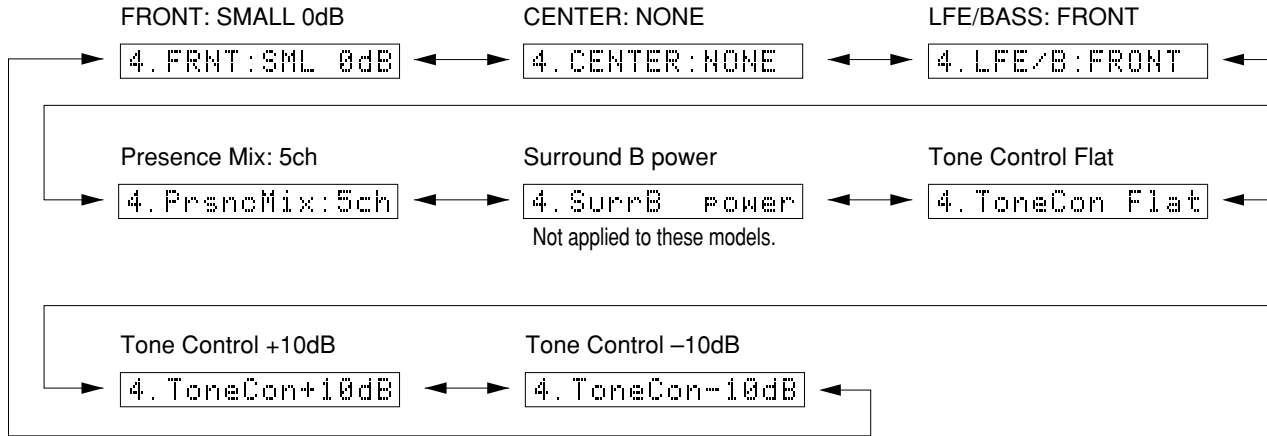 FRONT: SMALL 0dB CENTER: NONE LFE/BASS: FRONT
4.FRNT:SML 0dB 4.CENTER:NONE 4.LFE/B:FRONT
Presence Mix: 5ch Surround B power Tone Control Flat
4.PrsncMix:5ch 4.SurrB power 4.ToneCon Flat
Not applied to these models.
Tone Control +10dB Tone Control –10dB
4.ToneCon+10dB 4.ToneCon-10dB